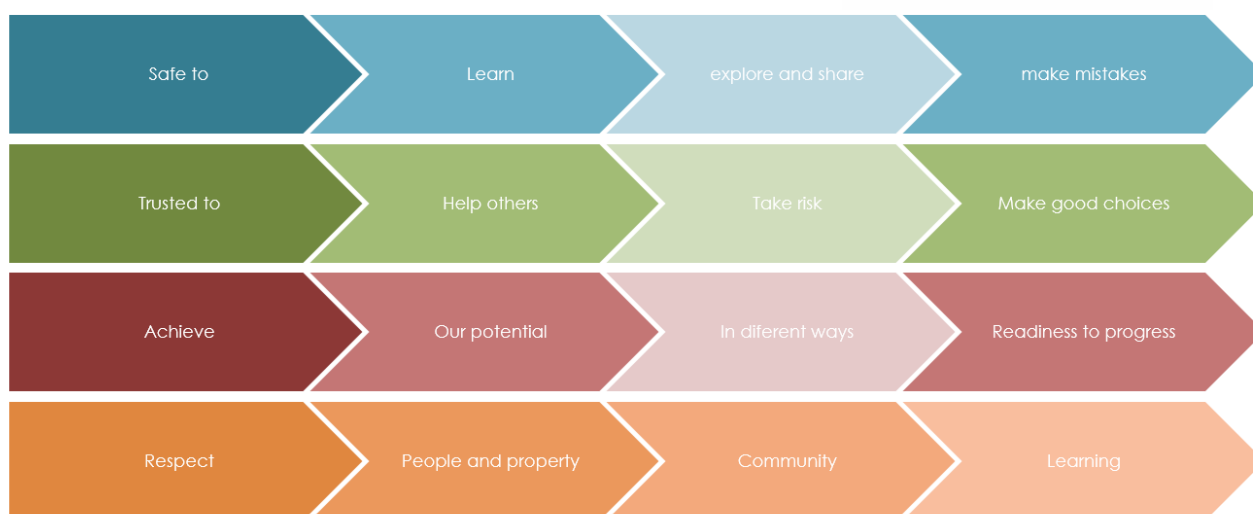 Safe to
Learn
explore and share
make mistakes
Trusted to
Help others
Take risk
Make good choices
Achieve
Our potential
In diferent ways
Readiness to progress
Respect
People and property
Community
Learning